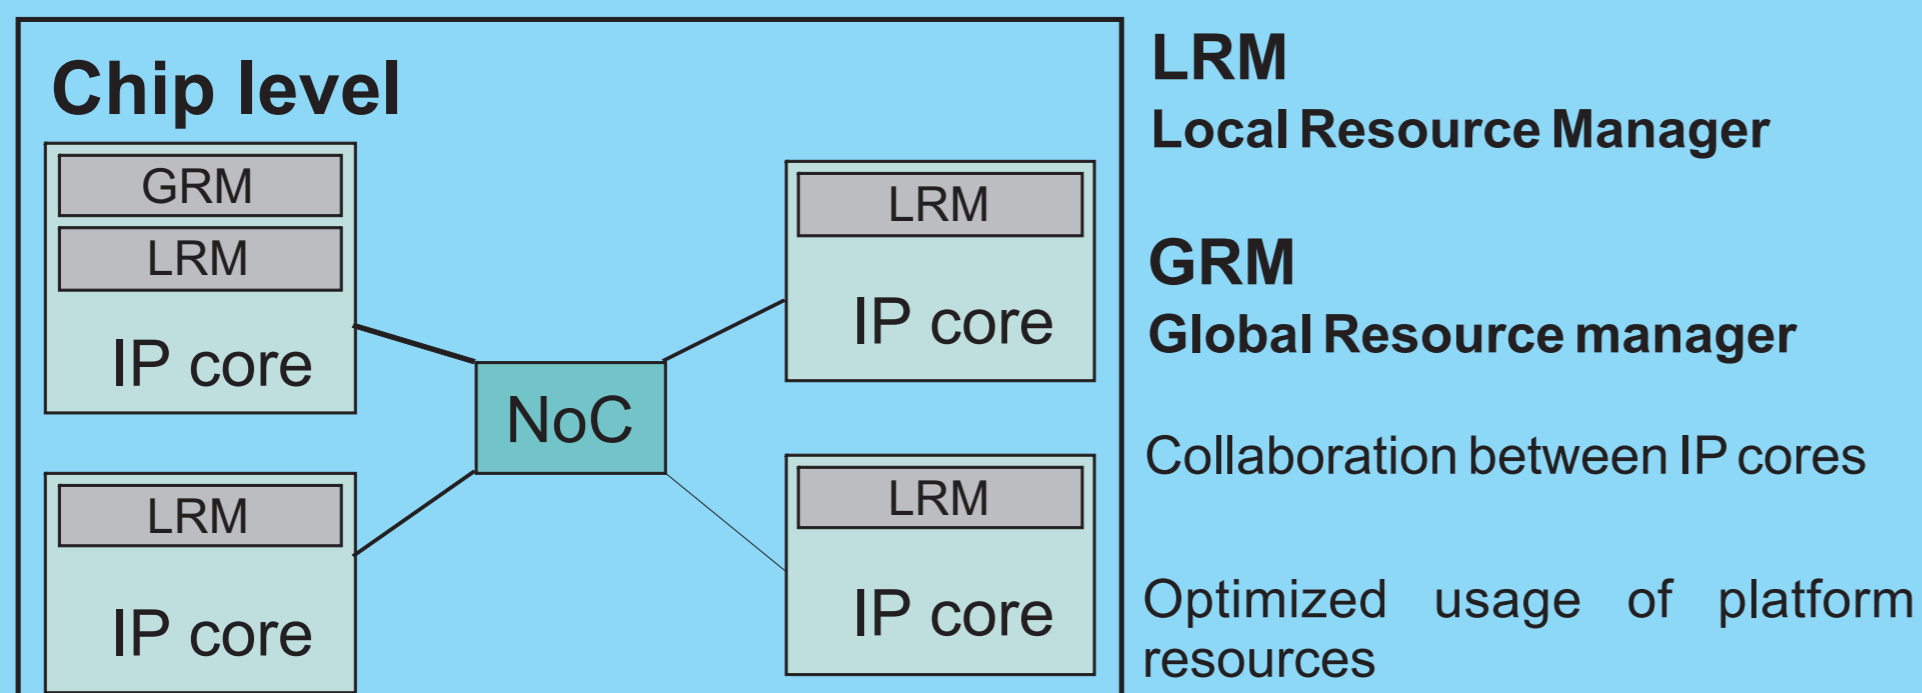 Chip level
GRM
LRM
IP core
LRM
IP core
NoC
LRM
IP core
LRM
IP core
LRM
Local Resource Manager
GRM
Global Resource manager
Collaboration between IP cores
Optimized usage of platform
resources